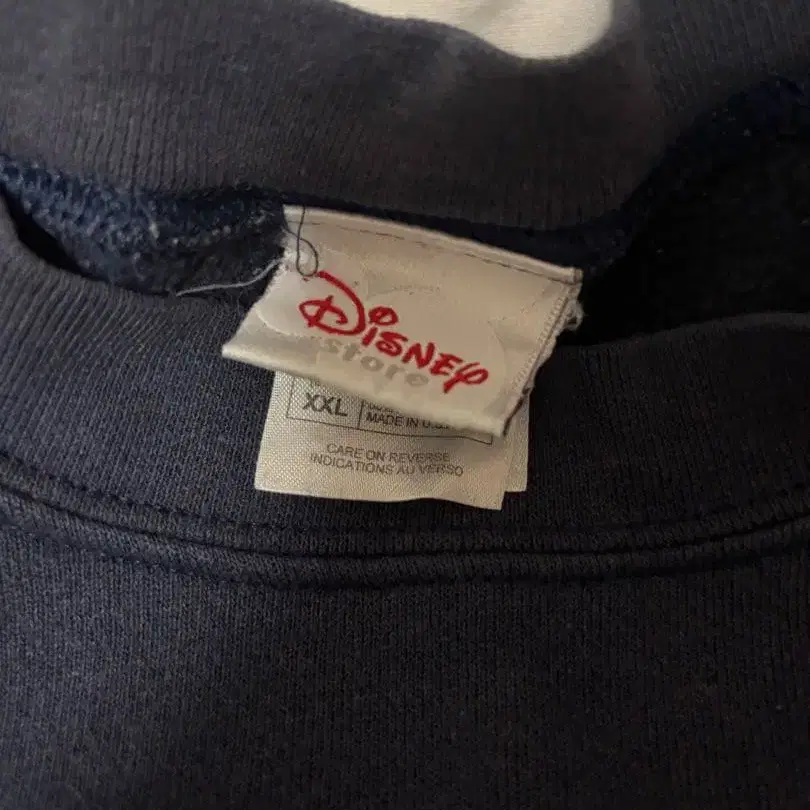 Disney
store
XXL
MADE IN U.S.
CARE ON REVERSE
INDICATIONS AU VERSO